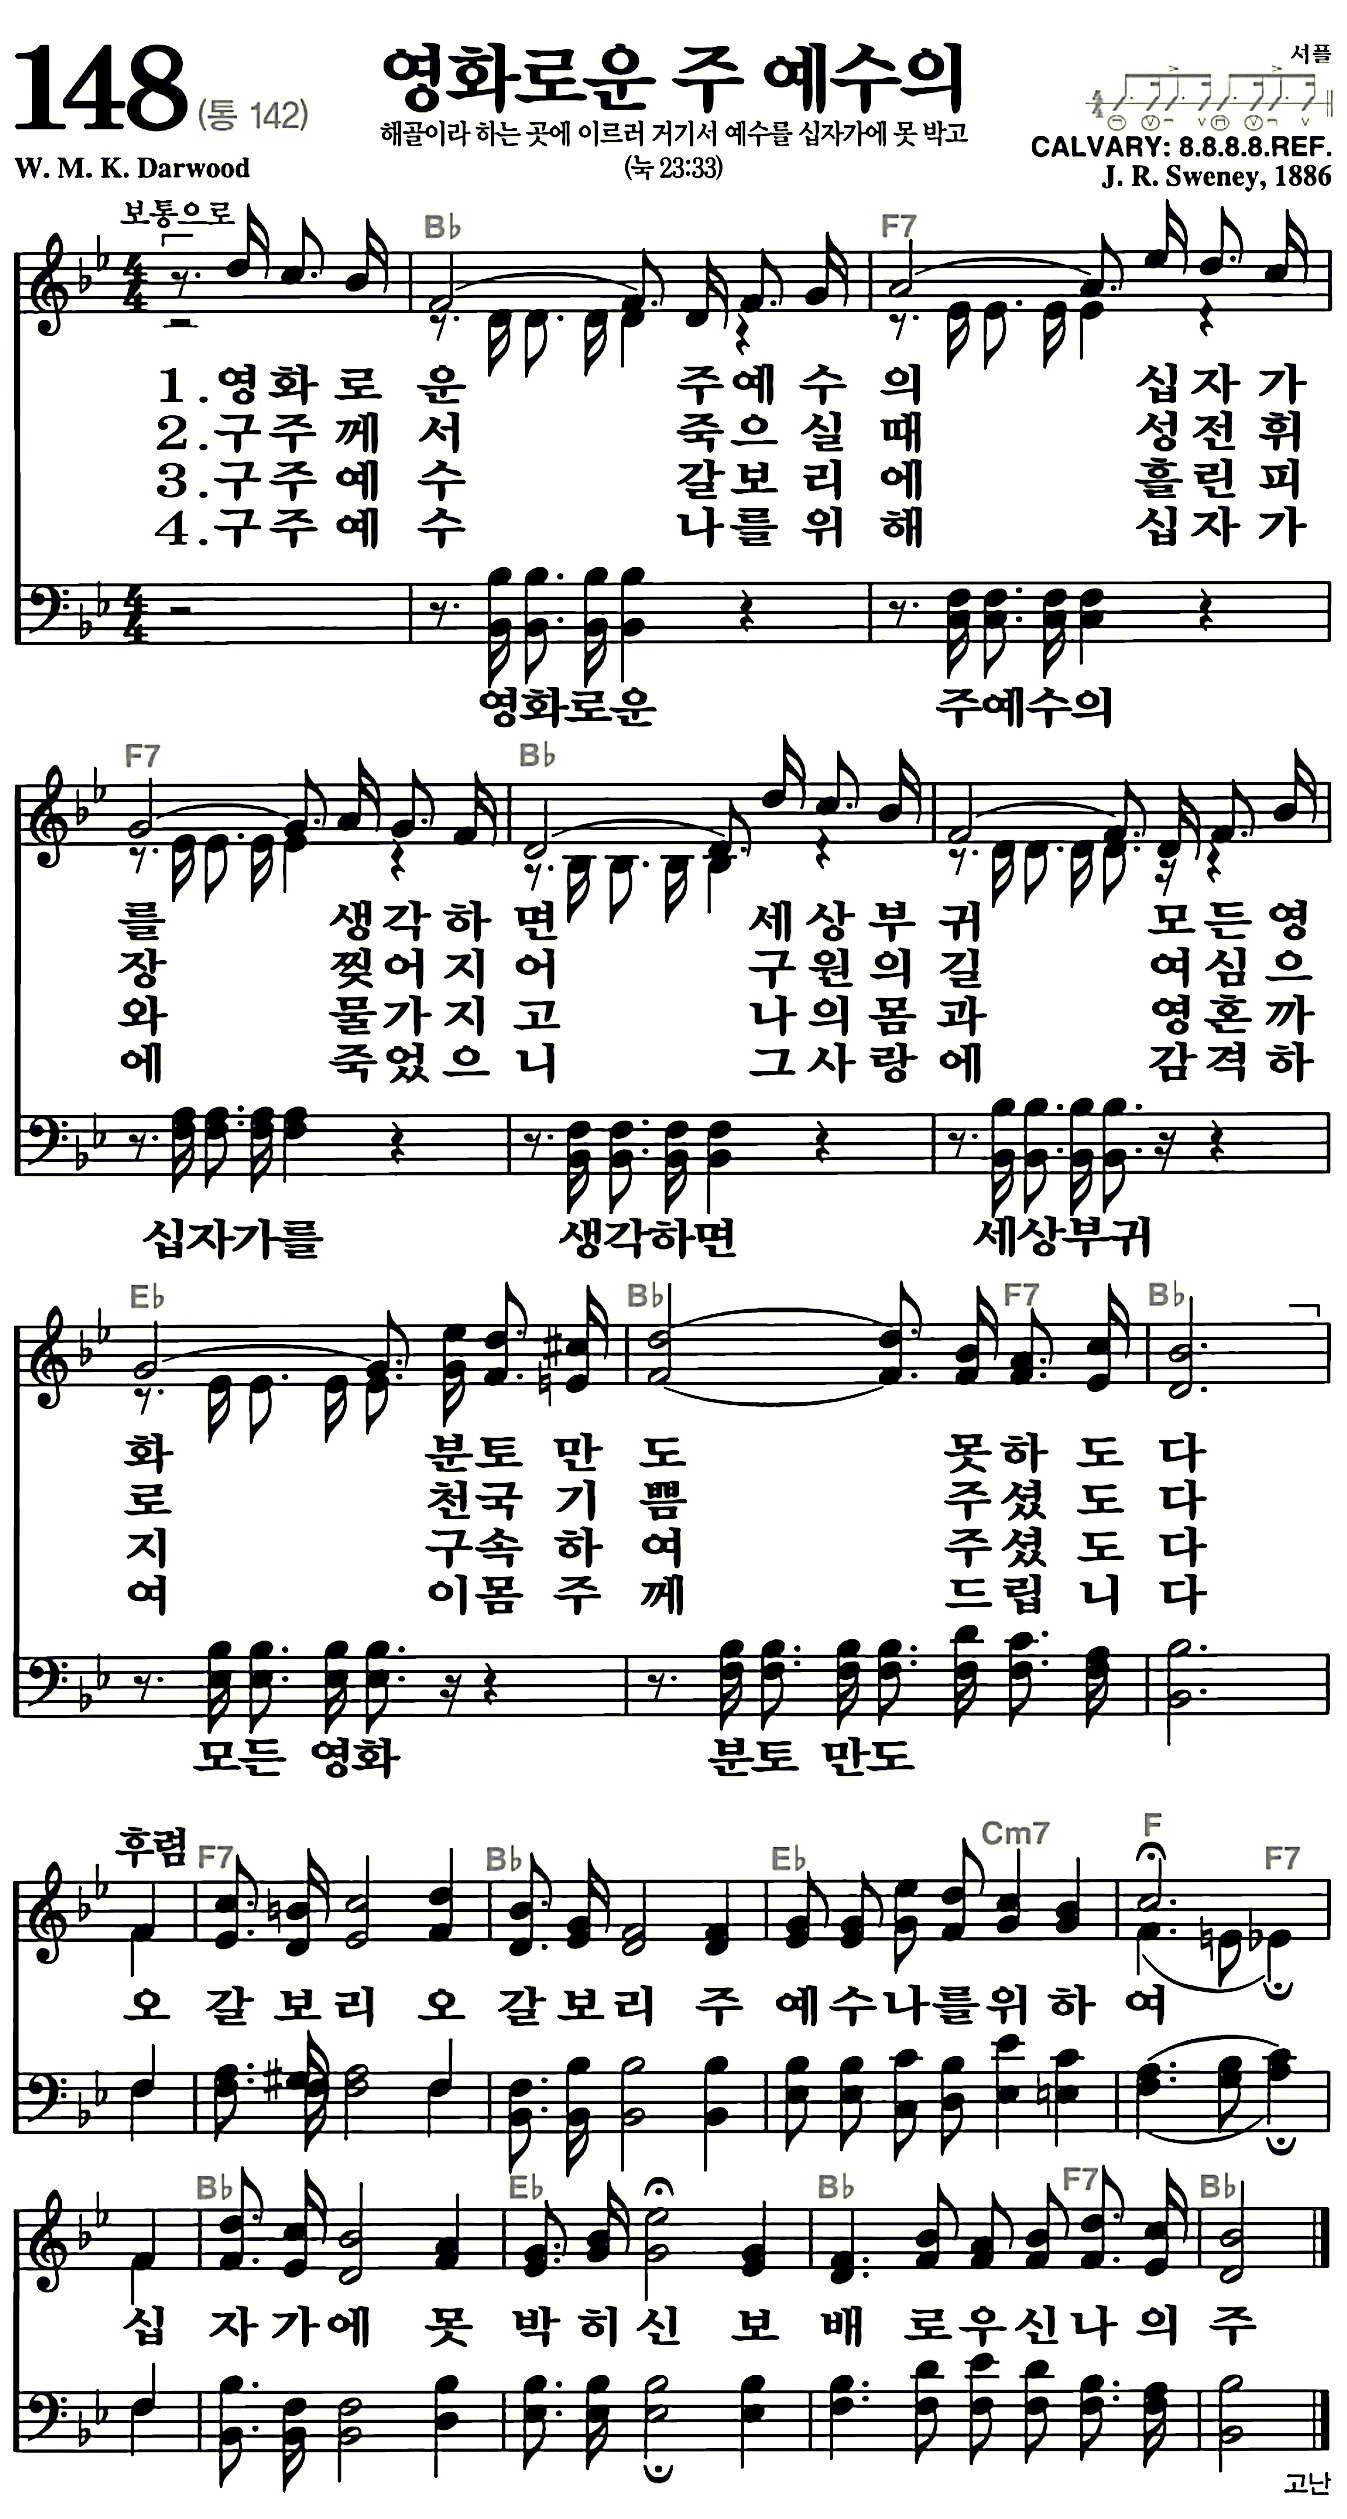 148 (통 142)
영화로운 주 예수의
해골이라 하는 곳에 이르러 거기서 예수를 십자가에 못 박고
(눅 23:33)
서플
CALVARY: 8.8.8.8.REF.
W. M. K. Darwood
J. R. Sweney, 1886
보통으로
B♭ F7
1.영화로 운 주예수 의 십자가
2.구주께 서 죽으실 때 성전휘
3.구주예 수 갈보리 에 흘린피
4.구주예 수 나를위 해 십자가
영화로운 주예수의
F7 B♭
를 생각하 면 세상부 귀 모든영
장 찢어지 어 구원의 길 여심으
와 물가지 고 나의몸 과 영혼까
에 죽었으 니 그사랑 에 감격하
십자가를 생각하면 세상부귀
E♭ B♭ F7 B♭
화 분토만 도 못하도 다
로 천국기 쁨 주셨도 다
지 구속하 여 주셨도 다
여 이몸주 께 드립니 다
모든 영화 분토 만도
후렴 F7 B♭ E♭ Cm7 F F7
오 갈 보리 오 갈보리 주 예수나를위하 여
B♭ E♭ B♭ F7 B♭
십 자가에 못 박히신 보 배 로우신나의 주
고난